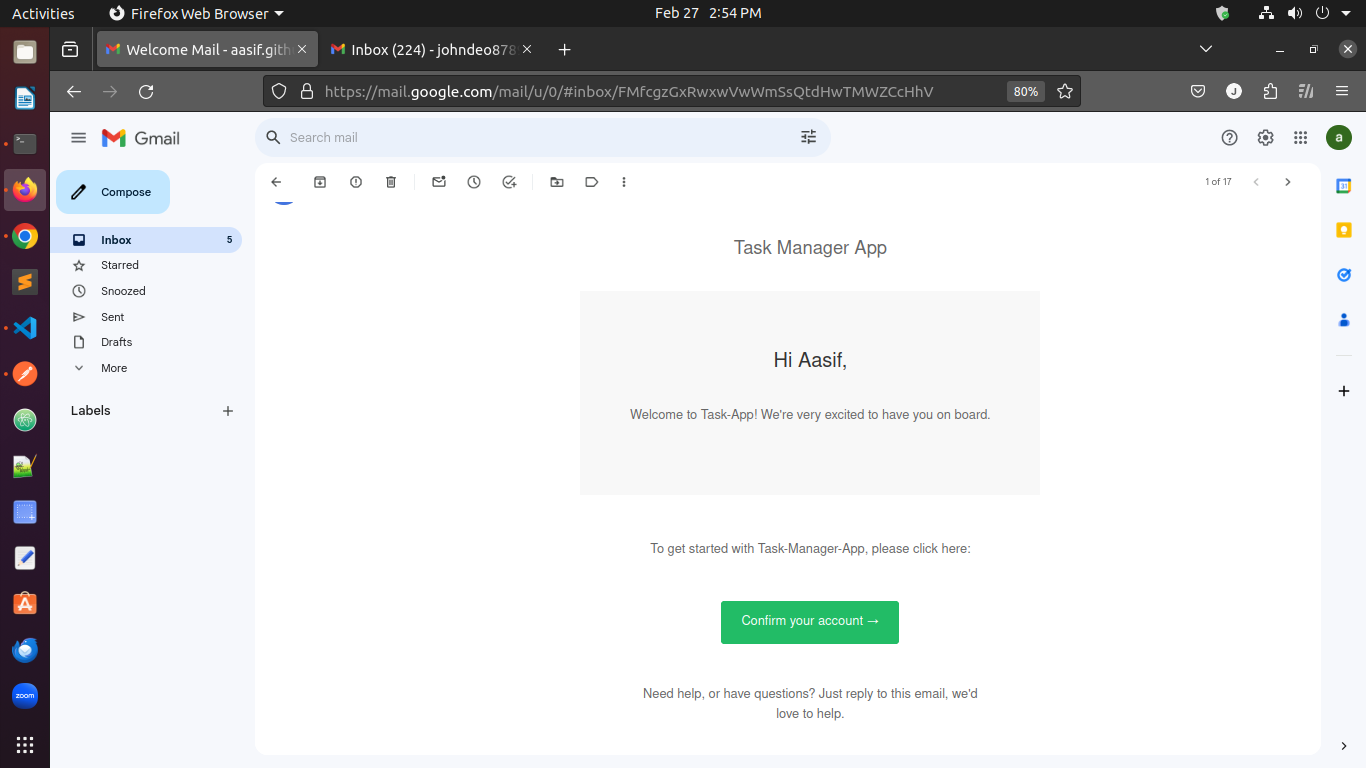 Activities
Firefox Web Browser
Feb 27 2:54 PM
Welcome Mail - aasif.gith
Inbox (224) - johndeo878
https://mail.google.com/mail/u/0/#inbox/FMfcgzGxRwxwVwWmSsQtdHwTMWZCcHhV
80%
J
Gmail
Search mail
a
Compose
1 of 17
31
Inbox 5
Starred
Snoozed
Sent
Drafts
More
Labels
Task Manager App
Hi Aasif,
Welcome to Task-App! We're very excited to have you on board.
To get started with Task-Manager-App, please click here:
Confirm your account →
Need help, or have questions? Just reply to this email, we'd
love to help.
zoom